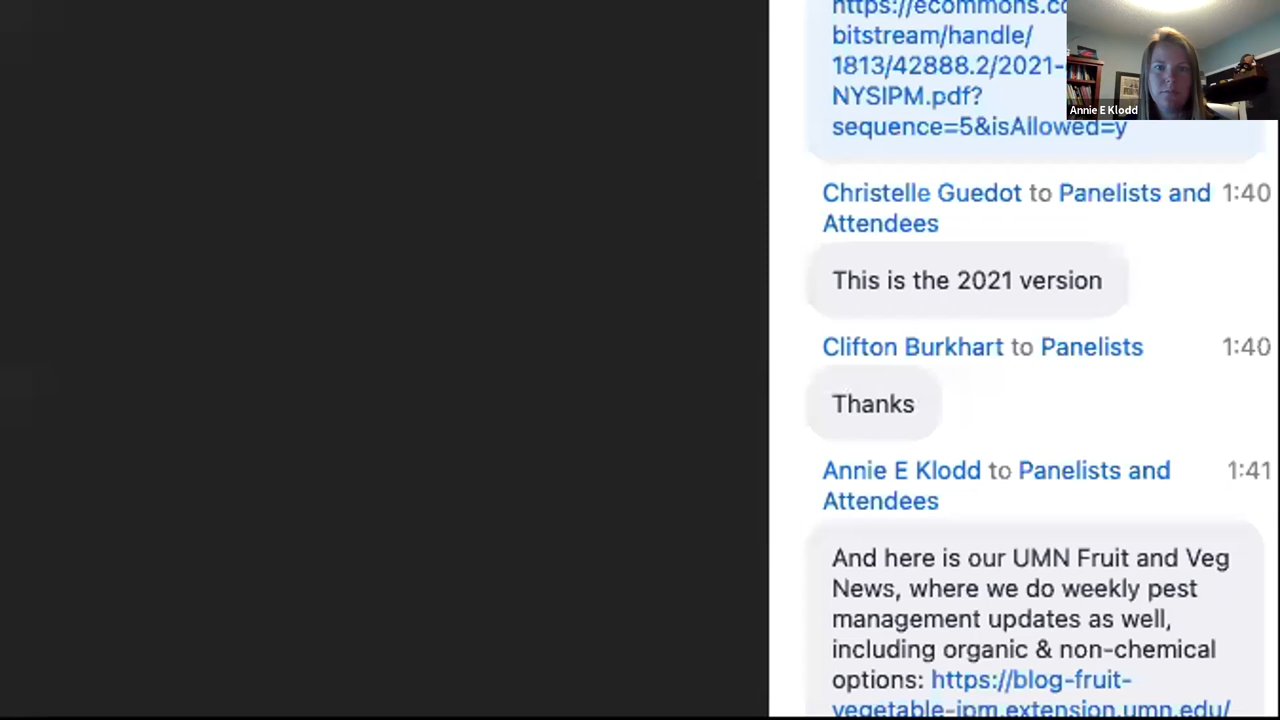 https://ecommons.co
bitstream/handle/
1813/42888.2/2021-
NYSIPM.pdf?
sequence=5&isAllowed=y
Annie E Klodd
Christelle Guedot to Panelists and 1:40
Attendees
This is the 2021 version
Clifton Burkhart to Panelists 1:40
Thanks
Annie E Klodd to Panelists and 1:41
Attendees
And here is our UMN Fruit and Veg
News, where we do weekly pest
management updates as well,
including organic & non-chemical
options: https://blog-fruit-
vegetable-ipm.extension.umn.edu/